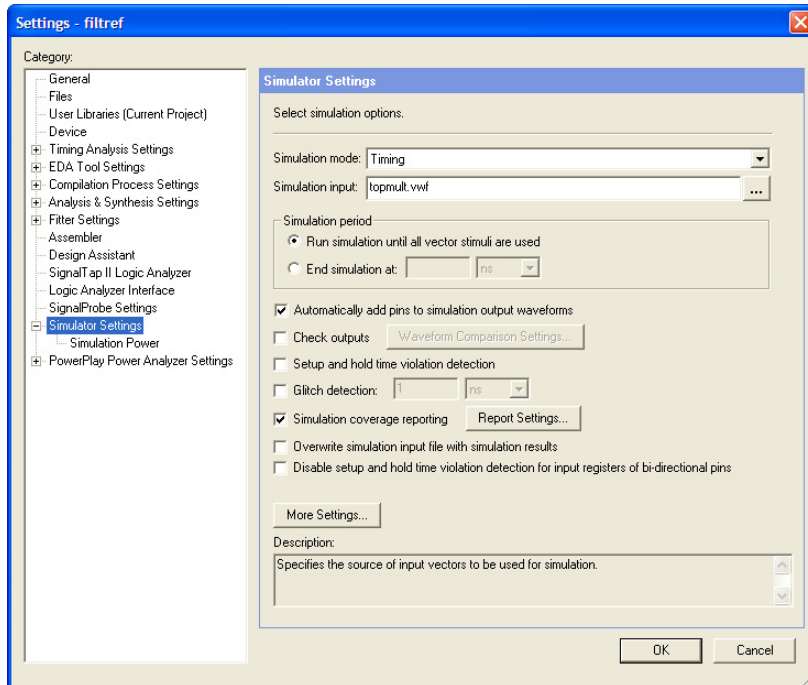 Settings - filtref
Category:
General
Files
User Libraries (Current Project)
Device
Timing Analysis Settings
EDA Tool Settings
Compilation Process Settings
Analysis & Synthesis Settings
Fitter Settings
Assembler
Design Assistant
SignalTap II Logic Analyzer
Logic Analyzer Interface
SignalProbe Settings
Simulator Settings
Simulation Power
PowerPlay Power Analyzer Settings
Simulator Settings
Select simulation options.
Simulation mode: Timing
Simulation input: topmult.vwf ...
Simulation period
Run simulation until all vector stimuli are used
End simulation at: ns
Automatically add pins to simulation output waveforms
Check outputs Waveform Comparison Settings...
Setup and hold time violation detection
Glitch detection: 1 ns
Simulation coverage reporting Report Settings...
Overwrite simulation input file with simulation results
Disable setup and hold time violation detection for input registers of bi-directional pins
More Settings...
Description:
Specifies the source of input vectors to be used for simulation.
OK Cancel